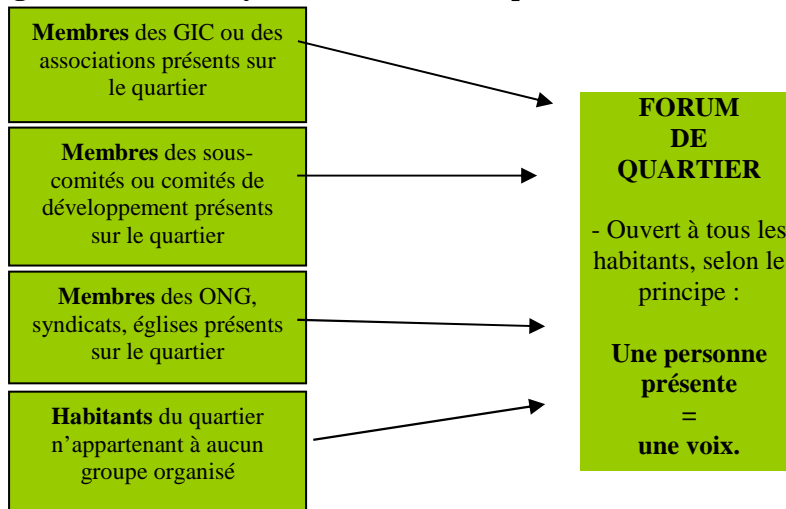 Membres des GIC ou des
associations présents sur
le quartier
Membres des sous-
comités ou comités de
développement présents
sur le quartier
Membres des ONG,
syndicats, églises présents
sur le quartier
Habitants du quartier
n’appartenant à aucun
groupe organisé
FORUM
DE
QUARTIER
- Ouvert à tous les
habitants, selon le
principe :
Une personne
présente
=
une voix.